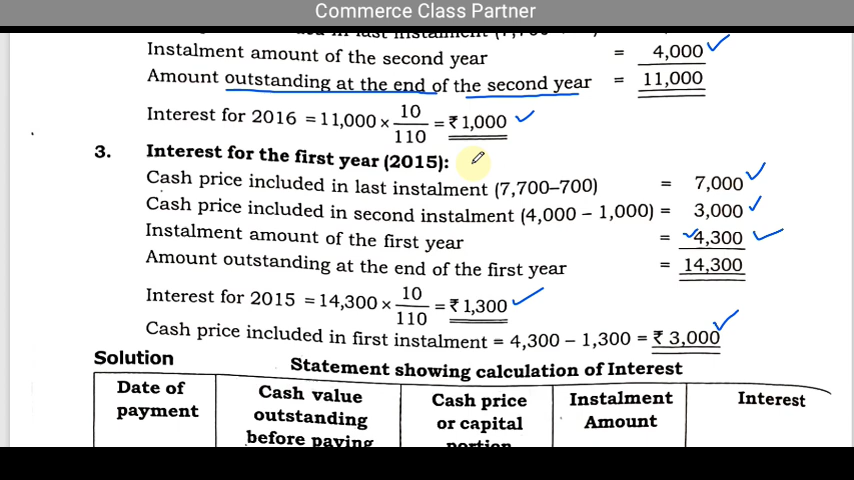 Commerce Class Partner
in last instalment
Instalment amount of the second year = 4,000
Amount outstanding at the end of the second year = 11,000
Interest for 2016 = 11,000 × 10/110 = ₹ 1,000
3. Interest for the first year (2015):
Cash price included in last instalment (7,700–700) = 7,000
Cash price included in second instalment (4,000 – 1,000) = 3,000
Instalment amount of the first year = 4,300
Amount outstanding at the end of the first year = 14,300
Interest for 2015 = 14,300 × 10/110 = ₹ 1,300
Cash price included in first instalment = 4,300 – 1,300 = ₹ 3,000
Solution
Statement showing calculation of Interest
Date of payment
Cash value outstanding before paying
Cash price or capital portion
Instalment Amount
Interest